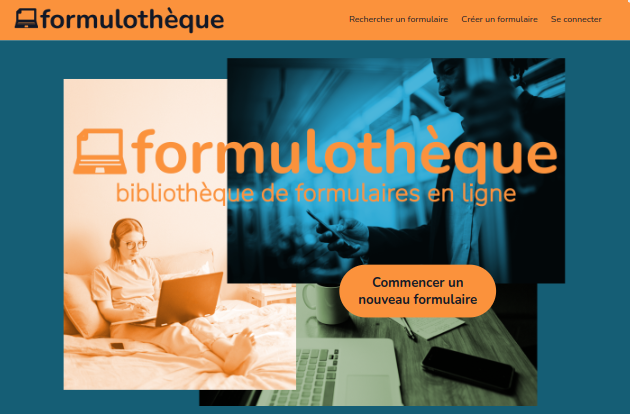 formulothèque
Rechercher un formulaire
Créer un formulaire
Se connecter
formulothèque
bibliothèque de formulaires en ligne
Commencer un
nouveau formulaire